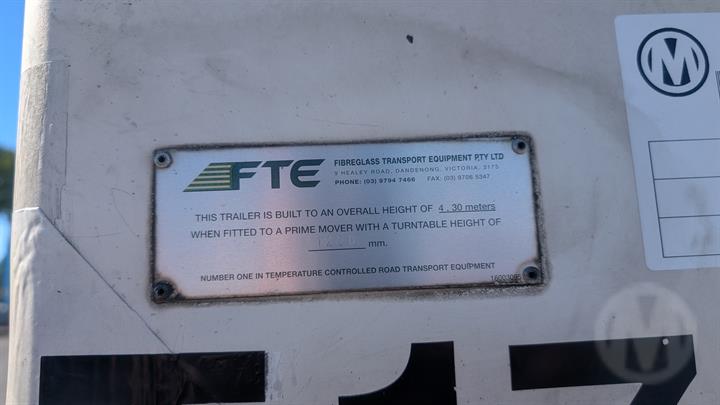 FTE
FIBREGLASS TRANSPORT EQUIPMENT PTY LTD
9 HEALEY ROAD, DANDENONG, VICTORIA, 3175
PHONE: (03) 9794 7466 FAX: (03) 9706 5347
THIS TRAILER IS BUILT TO AN OVERALL HEIGHT OF 4.30 meters
WHEN FITTED TO A PRIME MOVER WITH A TURNTABLE HEIGHT OF
mm.
NUMBER ONE IN TEMPERATURE CONTROLLED ROAD TRANSPORT EQUIPMENT
M
M